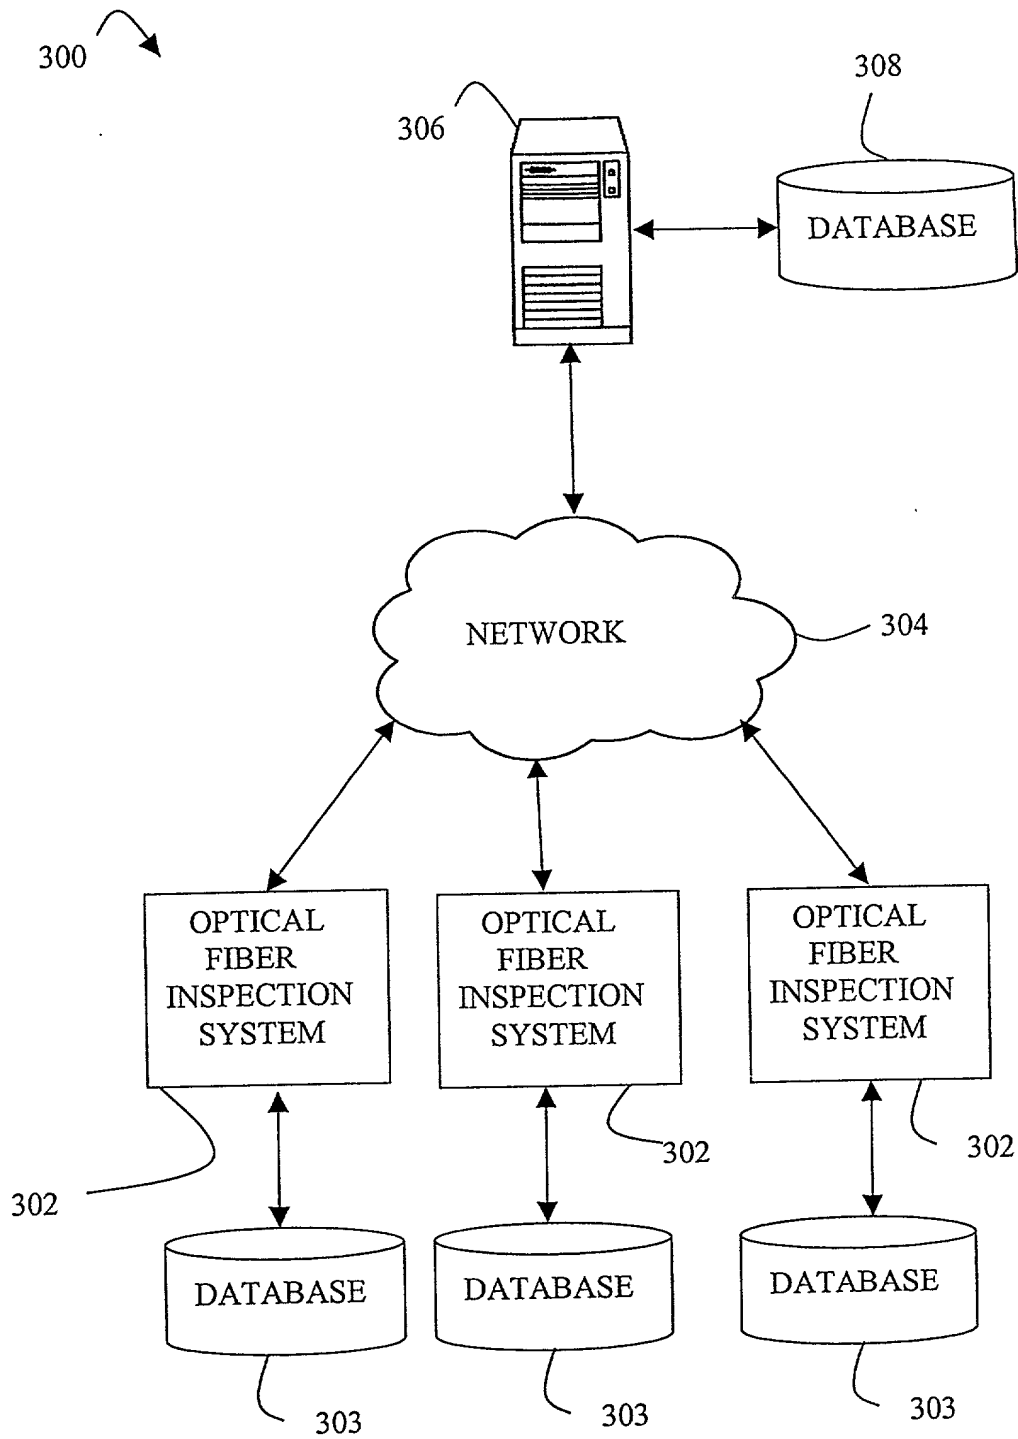 300
308
306
DATABASE
NETWORK
304
OPTICAL
FIBER
INSPECTION
SYSTEM
OPTICAL
FIBER
INSPECTION
SYSTEM
OPTICAL
FIBER
INSPECTION
SYSTEM
302
302
302
DATABASE
DATABASE
DATABASE
303
303
303